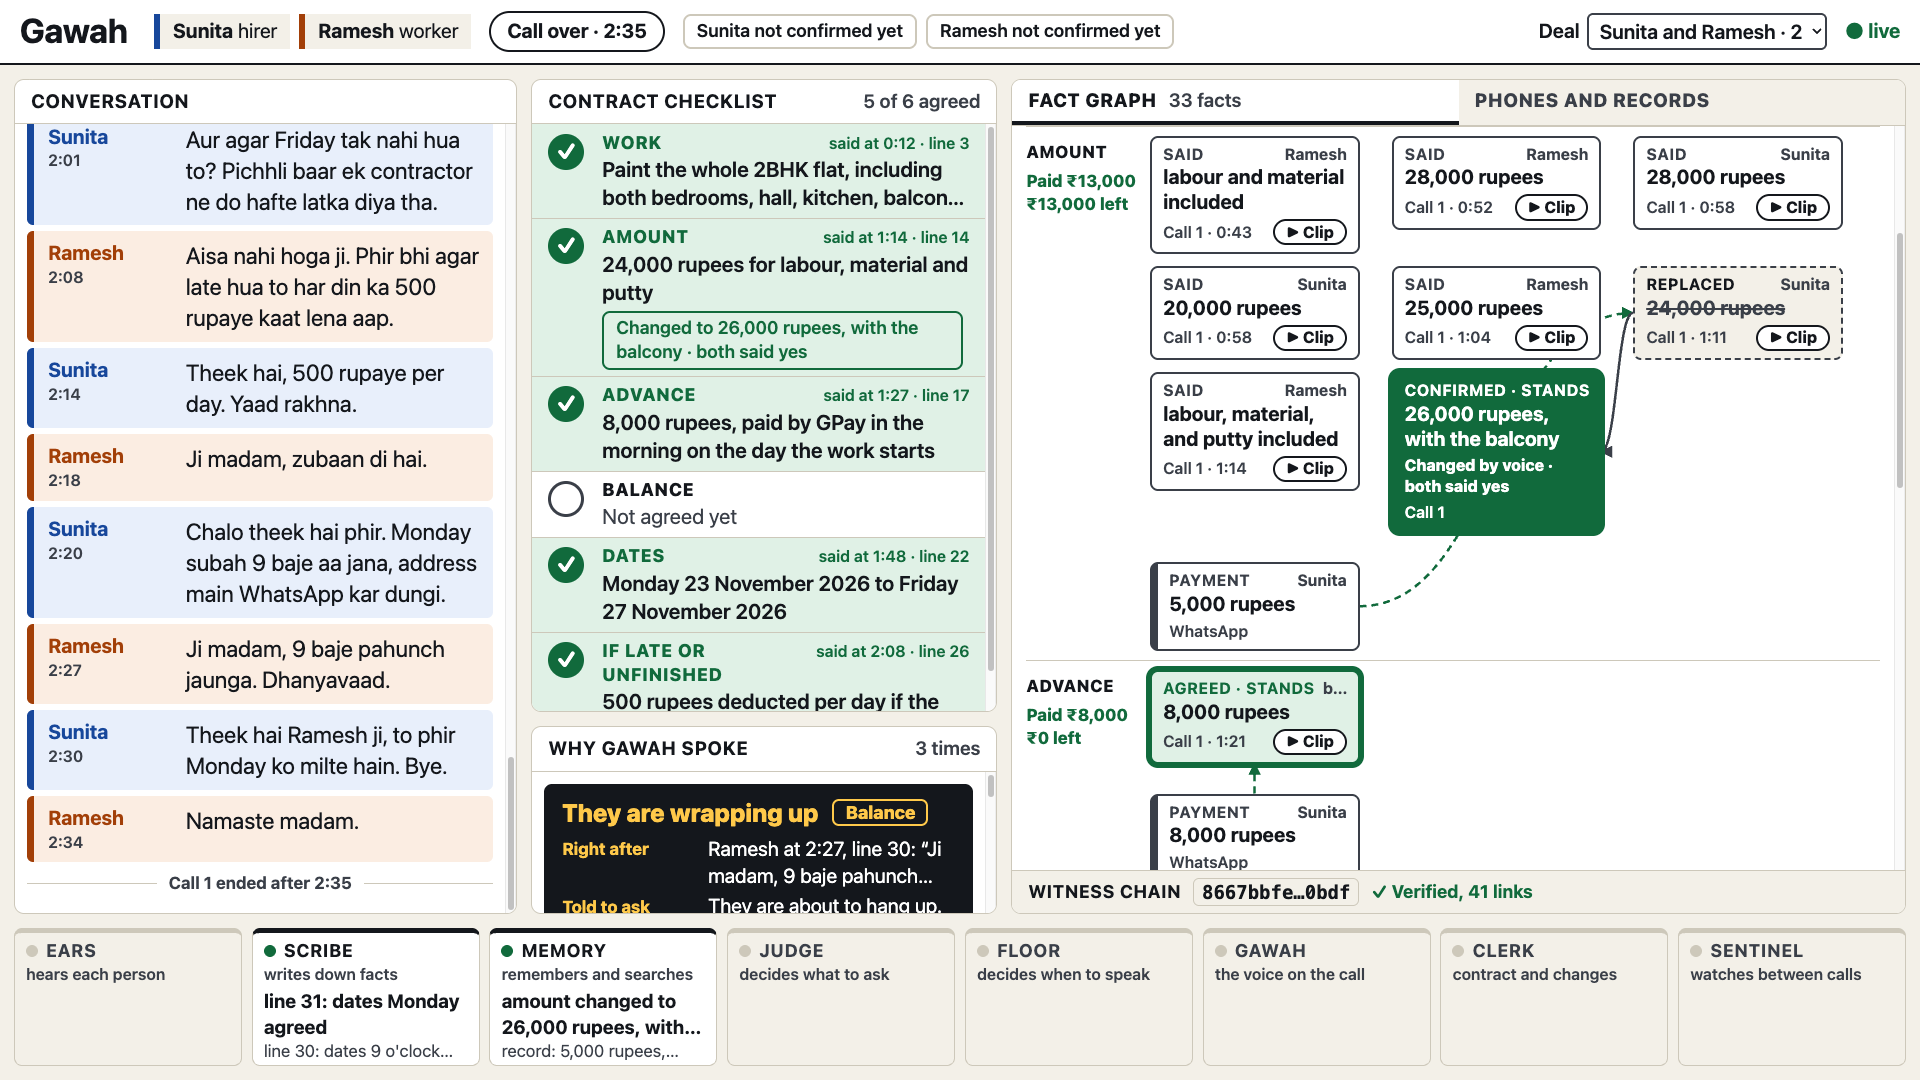 Gawah
Sunita hirer
Ramesh worker
Call over · 2:35
Sunita not confirmed yet
Ramesh not confirmed yet
Deal
Sunita and Ramesh · 2
live
CONVERSATION
Sunita
2:01
Aur agar Friday tak nahi hua
to? Pichhli baar ek contractor
ne do hafte latka diya tha.
Ramesh
2:08
Aisa nahi hoga ji. Phir bhi agar
late hua to har din ka 500
rupaye kaat lena aap.
Sunita
2:14
Theek hai, 500 rupaye per
day. Yaad rakhna.
Ramesh
2:18
Ji madam, zubaan di hai.
Sunita
2:20
Chalo theek hai phir. Monday
subah 9 baje aa jana, address
main WhatsApp kar dungi.
Ramesh
2:27
Ji madam, 9 baje pahunch
jaunga. Dhanyavaad.
Sunita
2:30
Theek hai Ramesh ji, to phir
Monday ko milte hain. Bye.
Ramesh
2:34
Namaste madam.
Call 1 ended after 2:35
CONTRACT CHECKLIST
5 of 6 agreed
WORK
said at 0:12 · line 3
Paint the whole 2BHK flat, including
both bedrooms, hall, kitchen, balcon...
AMOUNT
said at 1:14 · line 14
24,000 rupees for labour, material and
putty
Changed to 26,000 rupees, with the
balcony · both said yes
ADVANCE
said at 1:27 · line 17
8,000 rupees, paid by GPay in the
morning on the day the work starts
BALANCE
Not agreed yet
DATES
said at 1:48 · line 22
Monday 23 November 2026 to Friday
27 November 2026
IF LATE OR
UNFINISHED
said at 2:08 · line 26
500 rupees deducted per day if the
WHY GAWAH SPOKE
3 times
They are wrapping up
Balance
Right after
Ramesh at 2:27, line 30: “Ji
madam, 9 baje pahunch...
Told to ask
They are about to hang up.
FACT GRAPH
33 facts
PHONES AND RECORDS
AMOUNT
Paid ₹13,000
₹13,000 left
SAID
Ramesh
labour and material
included
Call 1 · 0:43
Clip
SAID
Ramesh
28,000 rupees
Call 1 · 0:52
Clip
SAID
Sunita
28,000 rupees
Call 1 · 0:58
Clip
SAID
Sunita
20,000 rupees
Call 1 · 0:58
Clip
SAID
Ramesh
25,000 rupees
Call 1 · 1:04
Clip
REPLACED
Sunita
24,000 rupees
Call 1 · 1:11
Clip
SAID
Ramesh
labour, material,
and putty included
Call 1 · 1:14
Clip
CONFIRMED · STANDS
26,000 rupees,
with the balcony
Changed by voice ·
both said yes
Call 1
PAYMENT
Sunita
5,000 rupees
WhatsApp
ADVANCE
Paid ₹8,000
₹0 left
AGREED · STANDS
b...
8,000 rupees
Call 1 · 1:21
Clip
PAYMENT
Sunita
8,000 rupees
WhatsApp
WITNESS CHAIN
8667bbfe…0bdf
Verified, 41 links
EARS
hears each person
SCRIBE
writes down facts
line 31: dates Monday
agreed
line 30: dates 9 o'clock...
MEMORY
remembers and searches
amount changed to
26,000 rupees, with...
record: 5,000 rupees,...
JUDGE
decides what to ask
FLOOR
decides when to speak
GAWAH
the voice on the call
CLERK
contract and changes
SENTINEL
watches between calls